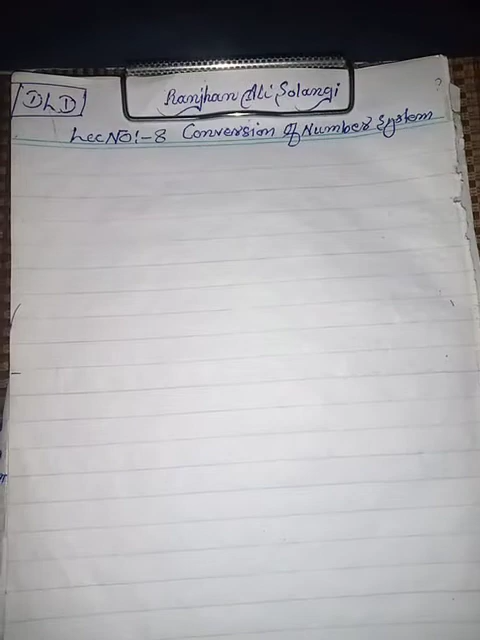 DLD
Ranjhan Ali Solangi
Lec NO:-8 Conversion of Number System